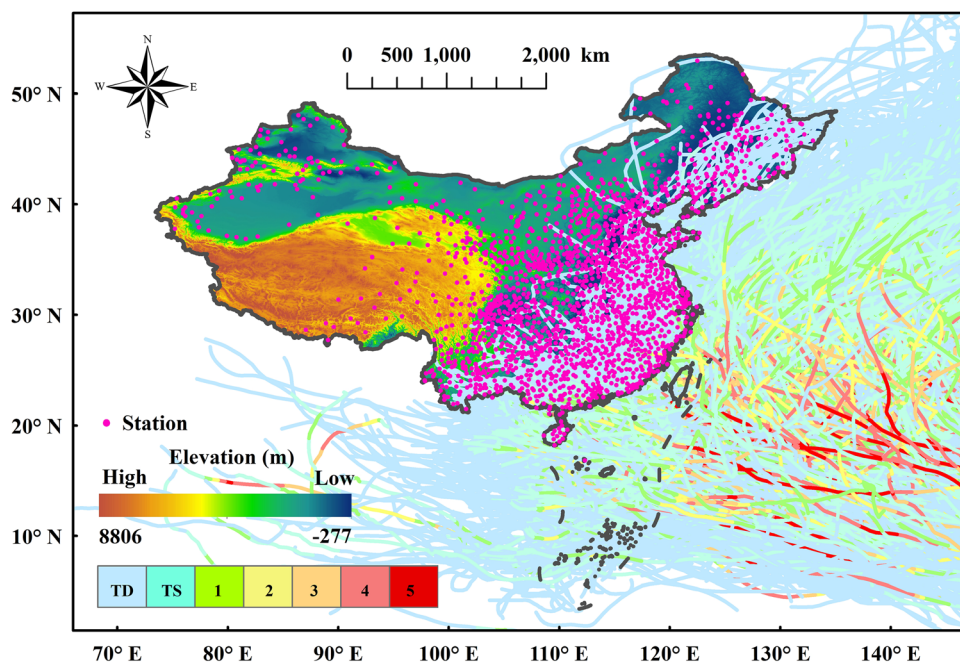 N
W E
S
0 500 1,000 2,000 km
50° N
40° N
30° N
20° N
10° N
Station
Elevation (m)
High Low
8806 -277
TD TS 1 2 3 4 5
70° E 80° E 90° E 100° E 110° E 120° E 130° E 140° E